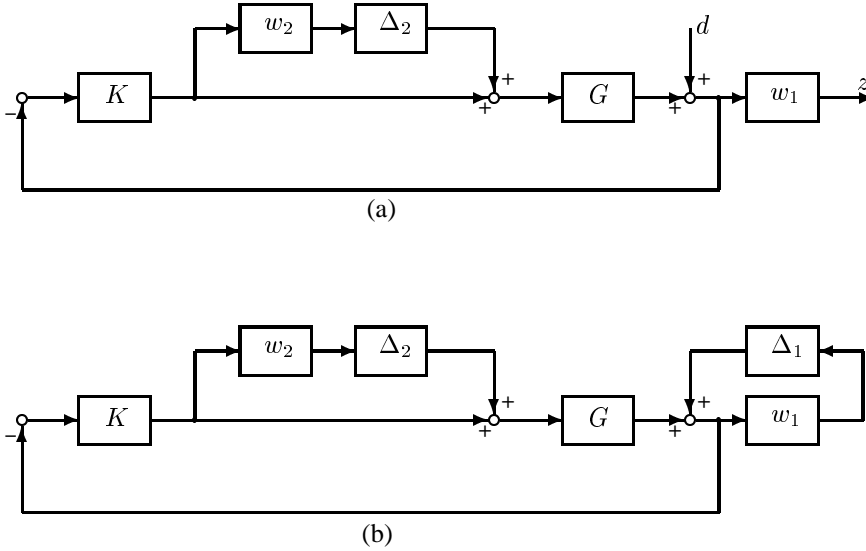 w₂ Δ₂ d
+ +
− K + G + w₁ z
(a)
w₂ Δ₂ Δ₁
+ +
− K + G + w₁
(b)